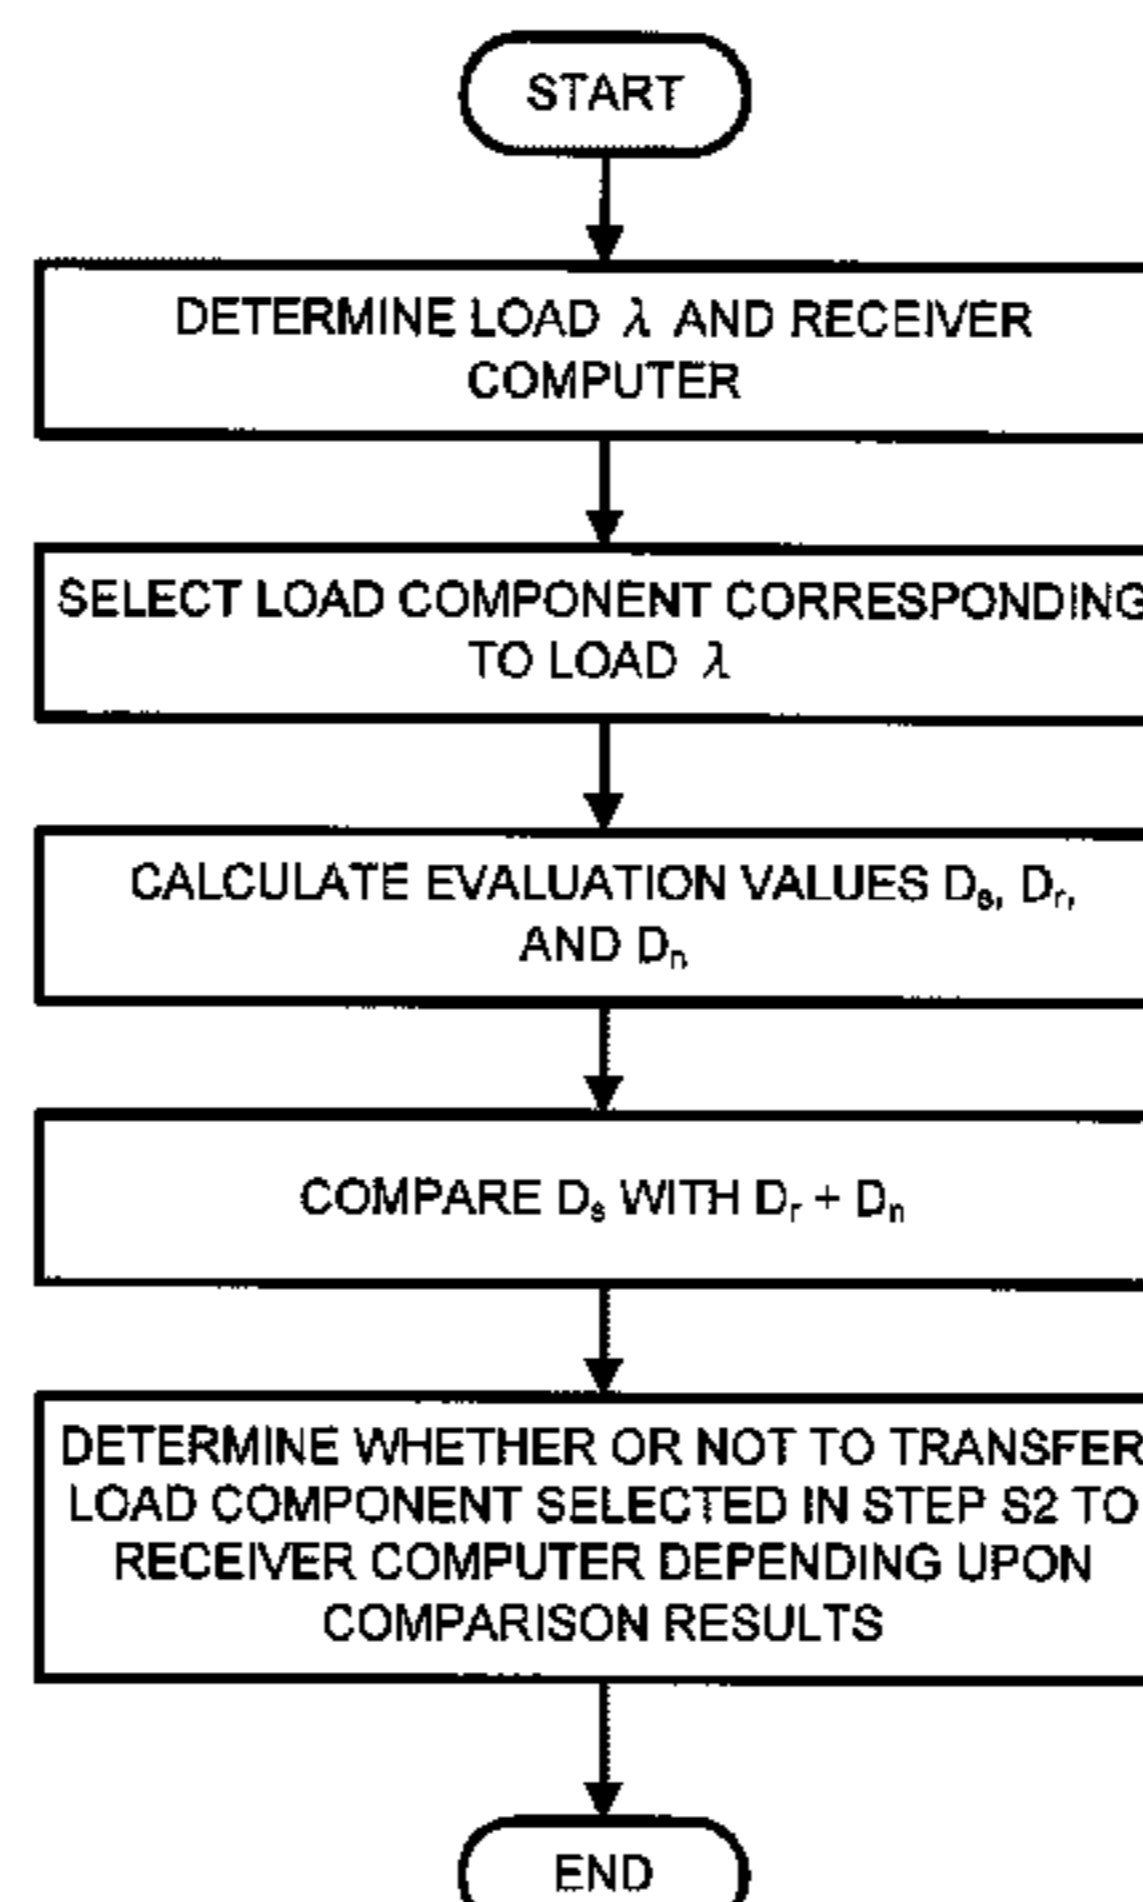 START
DETERMINE LOAD λ AND RECEIVER
COMPUTER
SELECT LOAD COMPONENT CORRESPONDING
TO LOAD λ
CALCULATE EVALUATION VALUES Ds, Dr,
AND Dn
COMPARE Ds WITH Dr + Dn
DETERMINE WHETHER OR NOT TO TRANSFER
LOAD COMPONENT SELECTED IN STEP S2 TO
RECEIVER COMPUTER DEPENDING UPON
COMPARISON RESULTS
END